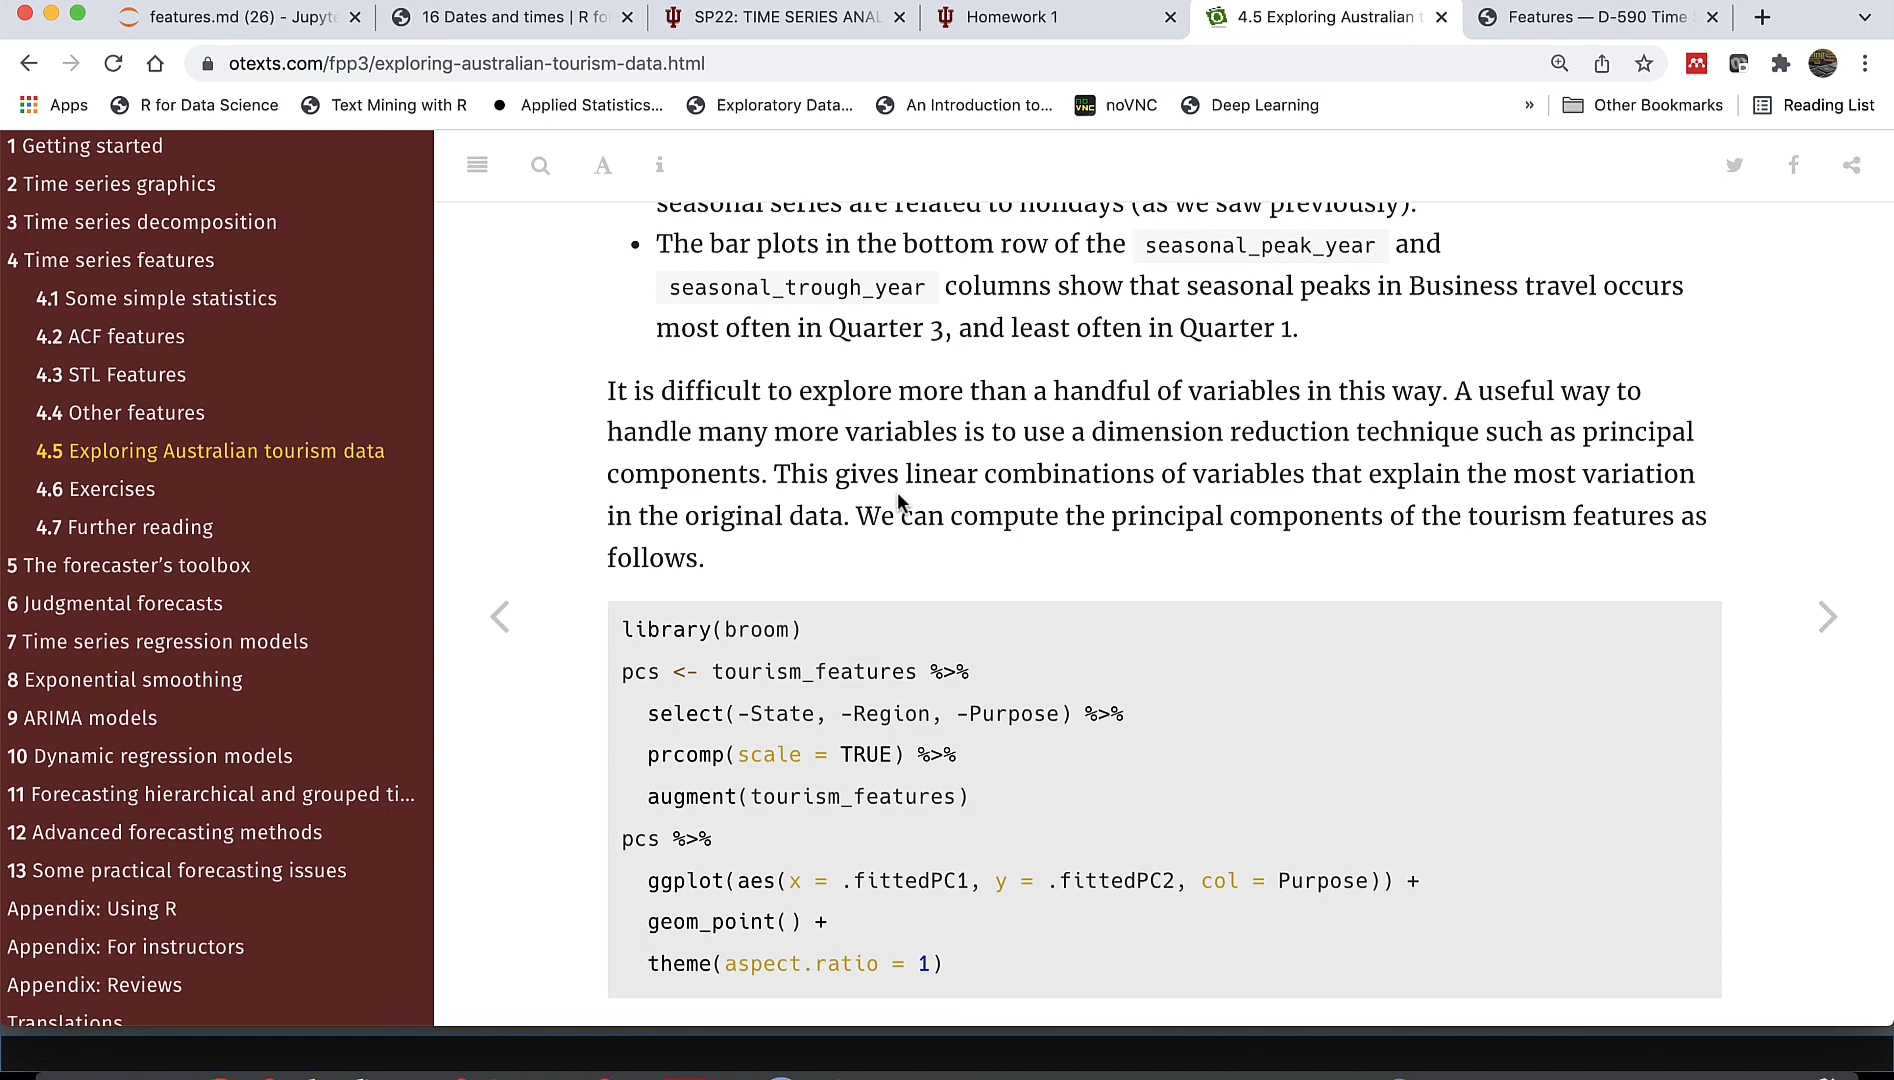 features.md (26) - Jupyte
16 Dates and times | R fo
SP22: TIME SERIES ANAL
Homework 1
4.5 Exploring Australian t
Features — D-590 Time S
otexts.com/fpp3/exploring-australian-tourism-data.html
Apps
R for Data Science
Text Mining with R
Applied Statistics...
Exploratory Data...
An Introduction to...
noVNC
Deep Learning
»
Other Bookmarks
Reading List
1 Getting started
2 Time series graphics
3 Time series decomposition
4 Time series features
4.1 Some simple statistics
4.2 ACF features
4.3 STL Features
4.4 Other features
4.5 Exploring Australian tourism data
4.6 Exercises
4.7 Further reading
5 The forecaster’s toolbox
6 Judgmental forecasts
7 Time series regression models
8 Exponential smoothing
9 ARIMA models
10 Dynamic regression models
11 Forecasting hierarchical and grouped ti...
12 Advanced forecasting methods
13 Some practical forecasting issues
Appendix: Using R
Appendix: For instructors
Appendix: Reviews
Translations
seasonal series are related to holidays (as we saw previously).
• The bar plots in the bottom row of the seasonal_peak_year and
seasonal_trough_year columns show that seasonal peaks in Business travel occurs
most often in Quarter 3, and least often in Quarter 1.
It is difficult to explore more than a handful of variables in this way. A useful way to
handle many more variables is to use a dimension reduction technique such as principal
components. This gives linear combinations of variables that explain the most variation
in the original data. We can compute the principal components of the tourism features as
follows.
library(broom)
pcs <- tourism_features %>%
select(-State, -Region, -Purpose) %>%
prcomp(scale = TRUE) %>%
augment(tourism_features)
pcs %>%
ggplot(aes(x = .fittedPC1, y = .fittedPC2, col = Purpose)) +
geom_point() +
theme(aspect.ratio = 1)